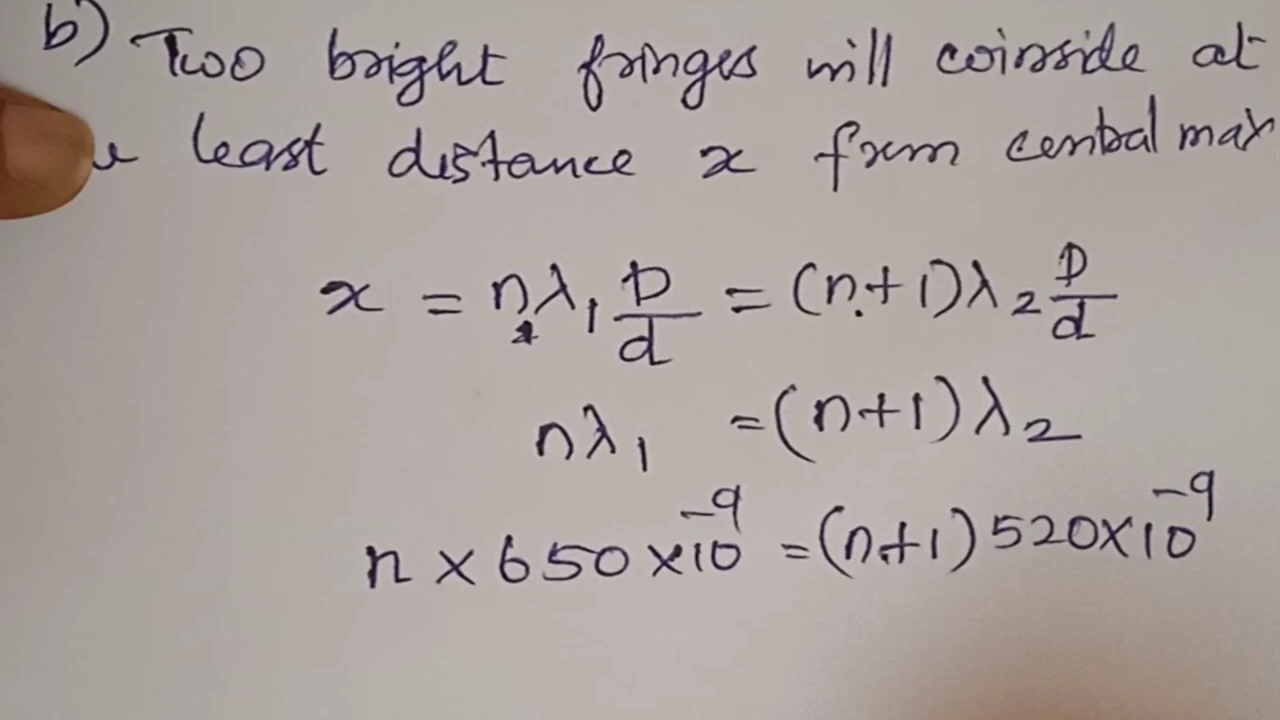 b) Two bright fringes will coinside at
least distance x from central max
x = nλ₁ D/d = (n+1)λ₂ D/d
nλ₁ = (n+1)λ₂
n × 650 × 10⁻⁹ = (n+1) 520 × 10⁻⁹